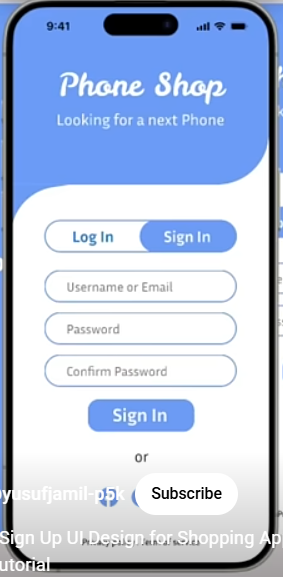 9:41
Phone Shop
Looking for a next Phone
Log In Sign In
Username or Email
Password
Confirm Password
Sign In
or
yusufjamil-p5k Subscribe
Sign Up UI Design for Shopping Ap
utorial